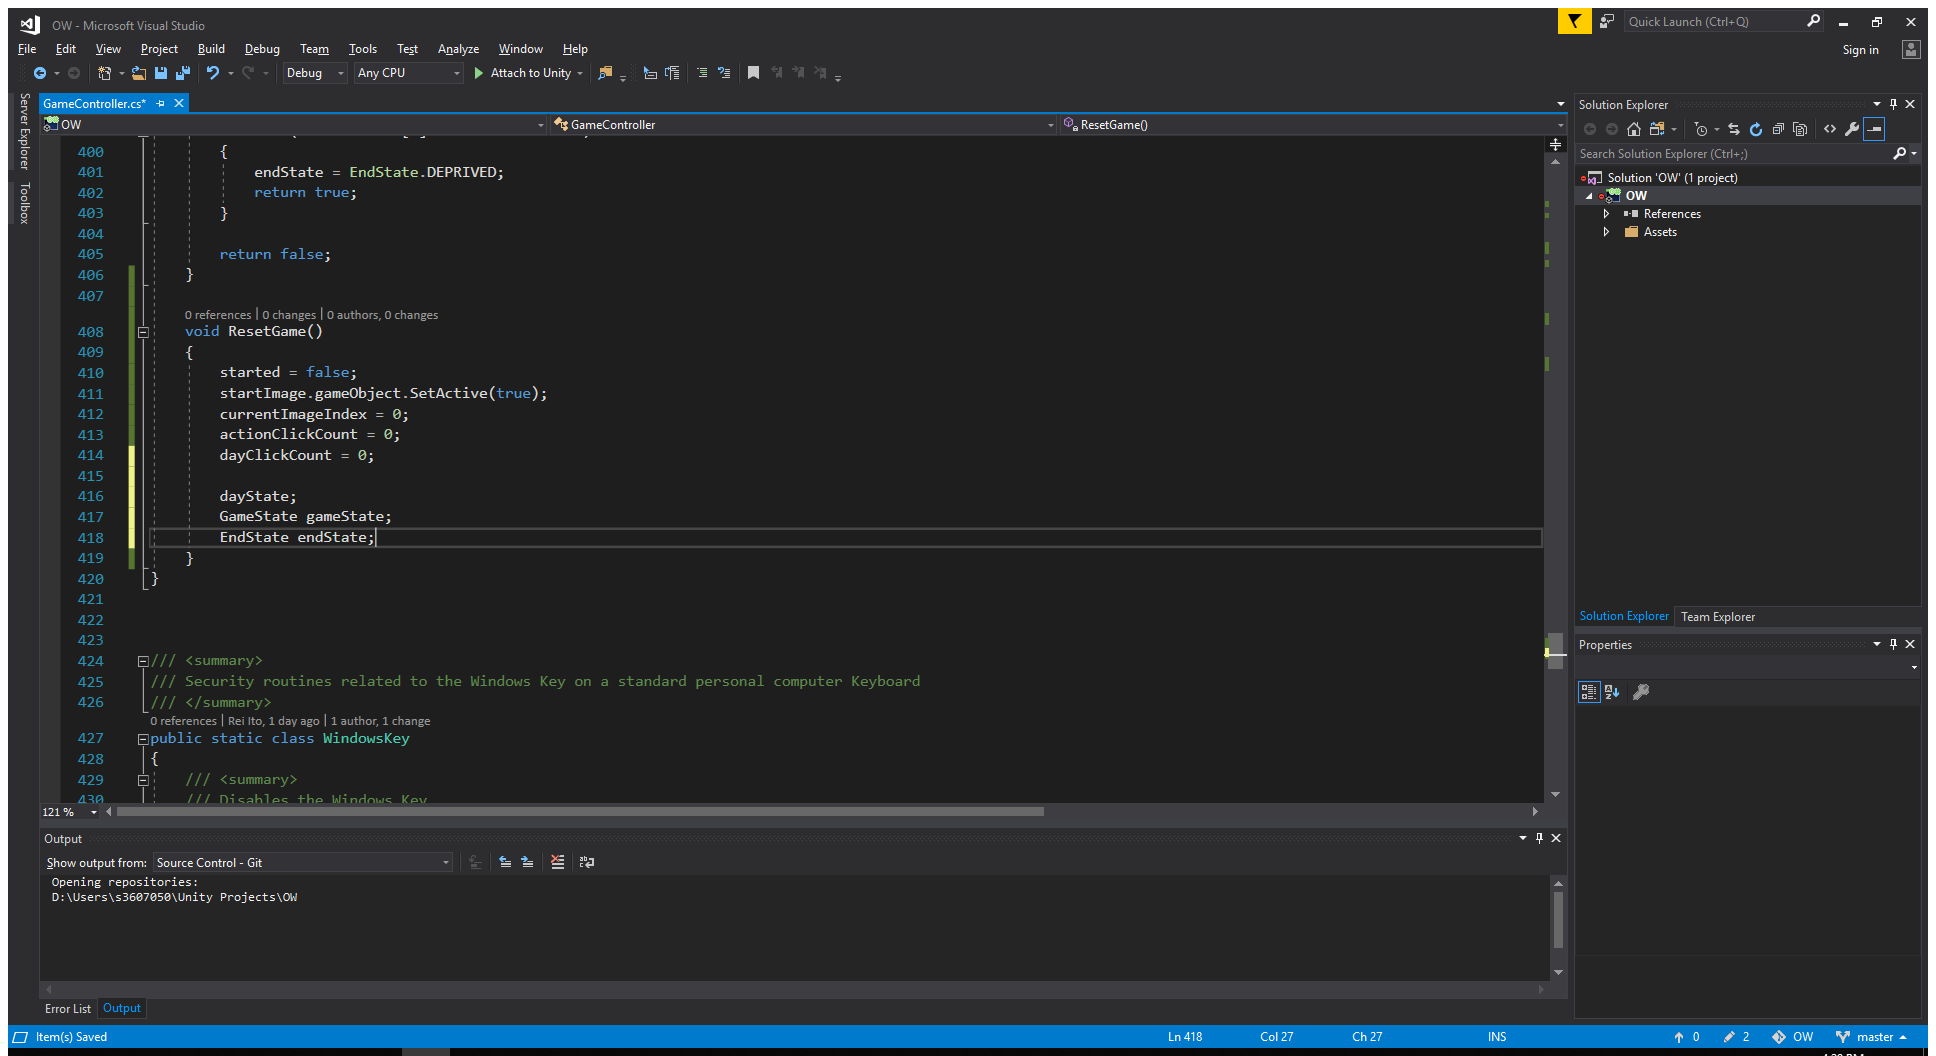 OW - Microsoft Visual Studio
Quick Launch (Ctrl+Q)
File Edit View Project Build Debug Team Tools Test Analyze Window Help
Sign in
Debug Any CPU Attach to Unity
Server Explorer
Toolbox
GameController.cs*
OW GameController ResetGame()
400 {
401 endState = EndState.DEPRIVED;
402 return true;
403 }
404
405 return false;
406 }
407
0 references | 0 changes | 0 authors, 0 changes
408 void ResetGame()
409 {
410 started = false;
411 startImage.gameObject.SetActive(true);
412 currentImageIndex = 0;
413 actionClickCount = 0;
414 dayClickCount = 0;
415
416 dayState;
417 GameState gameState;
418 EndState endState;
419 }
420 }
421
422
423
424 /// <summary>
425 /// Security routines related to the Windows Key on a standard personal computer Keyboard
426 /// </summary>
0 references | Rei Ito, 1 day ago | 1 author, 1 change
427 public static class WindowsKey
428 {
429 /// <summary>
430 /// Disables the Windows Key
121 %
Output
Show output from: Source Control - Git
Opening repositories:
D:\Users\s3607050\Unity Projects\OW
Error List Output
Solution Explorer
Search Solution Explorer (Ctrl+;)
Solution 'OW' (1 project)
OW
References
Assets
Solution Explorer Team Explorer
Properties
Item(s) Saved Ln 418 Col 27 Ch 27 INS 0 2 OW master